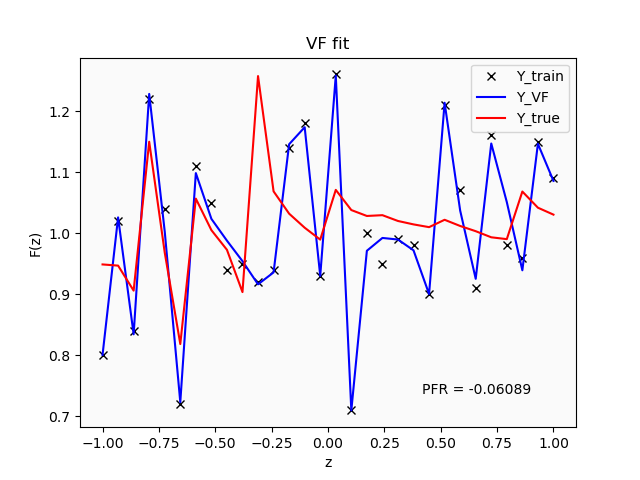 VF fit
Y_train
Y_VF
Y_true
F(z)
1.2
1.1
1.0
0.9
0.8
0.7
PFR = -0.06089
−1.00 −0.75 −0.50 −0.25 0.00 0.25 0.50 0.75 1.00
z